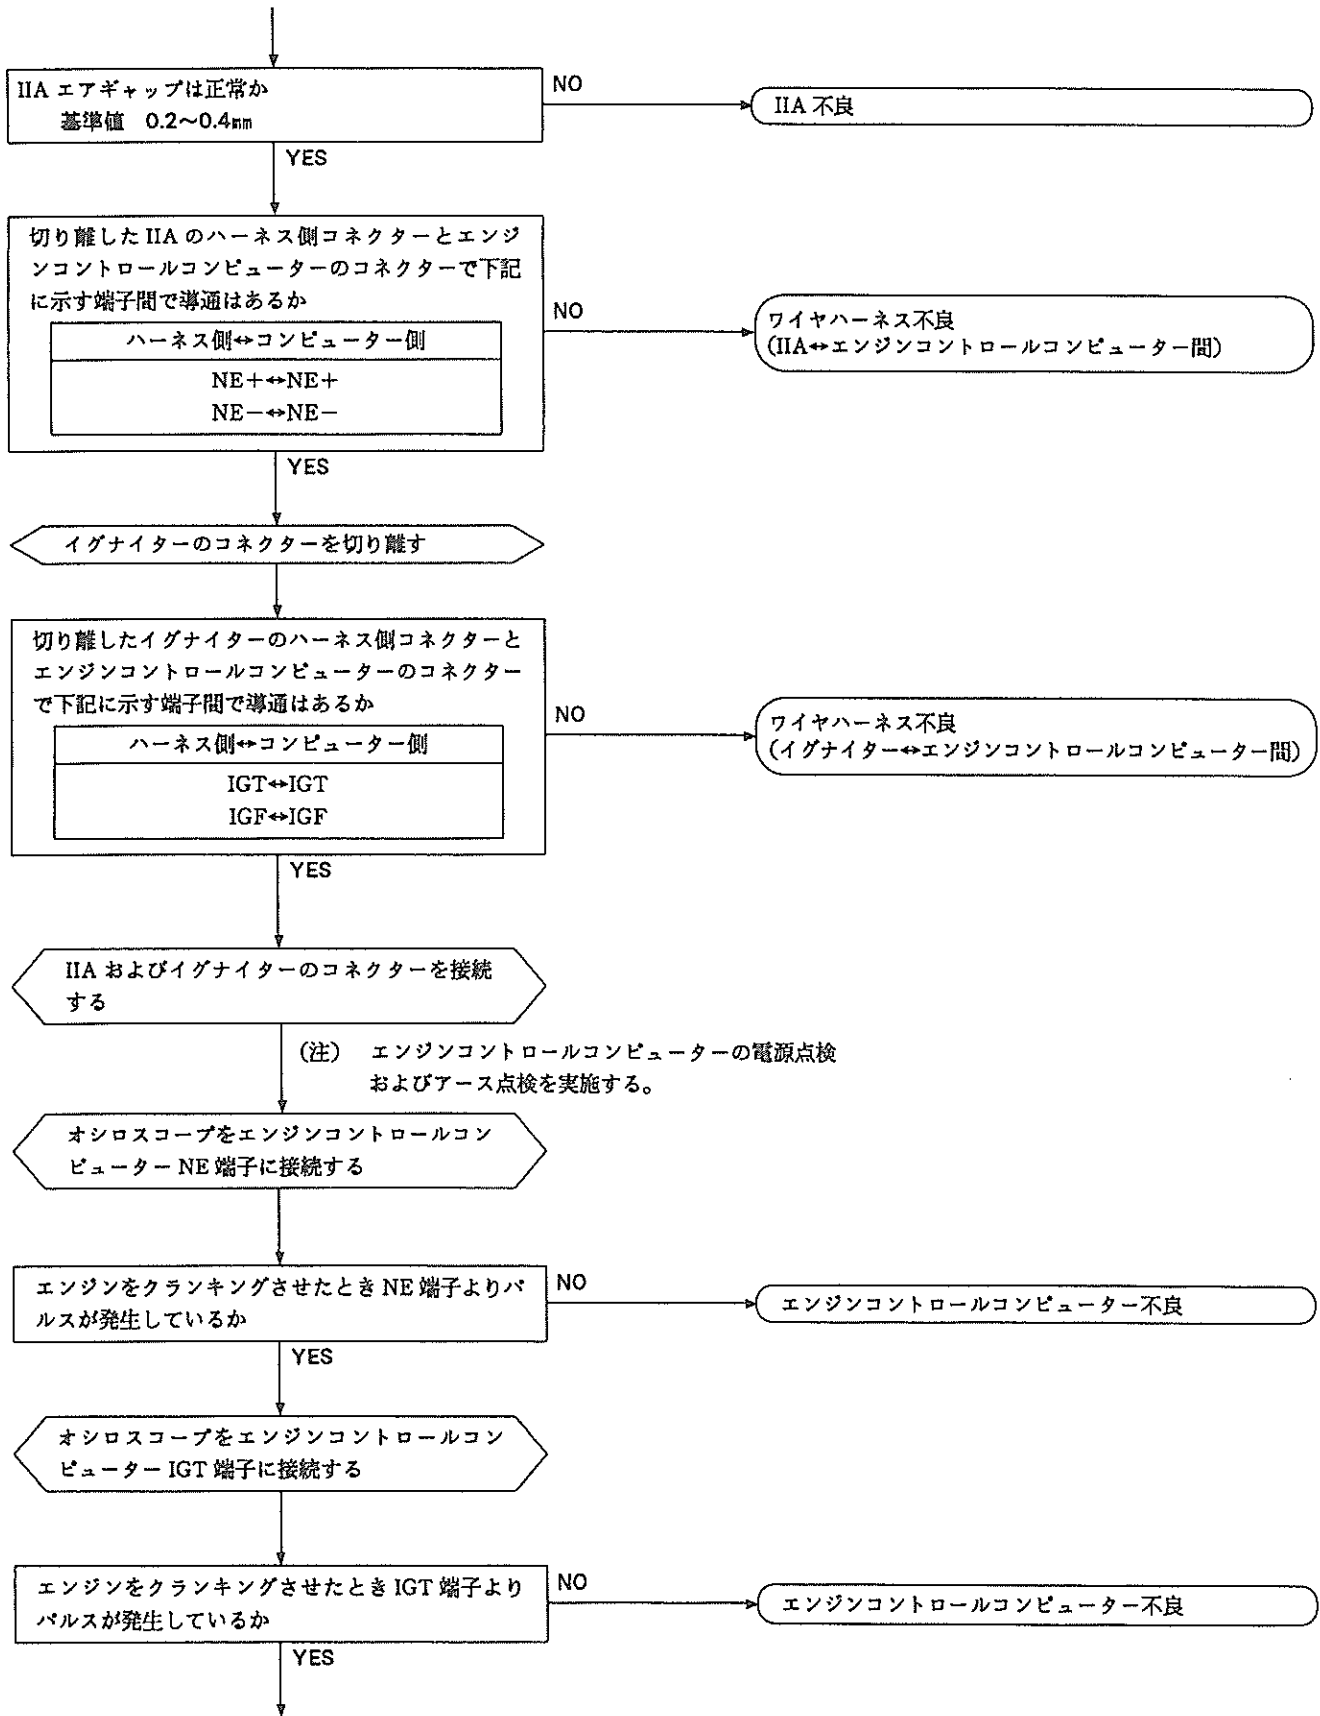 IIA エアギャップは正常か
基準値 0.2〜0.4㎜
NO
IIA 不良
YES
切り離した IIA のハーネス側コネクターとエンジ
ンコントロールコンピューターのコネクターで下記
に示す端子間で導通はあるか
ハーネス側↔コンピューター側
NE+↔NE+
NE−↔NE−
NO
ワイヤハーネス不良
(IIA↔エンジンコントロールコンピューター間)
YES
イグナイターのコネクターを切り離す
切り離したイグナイターのハーネス側コネクターと
エンジンコントロールコンピューターのコネクター
で下記に示す端子間で導通はあるか
ハーネス側↔コンピューター側
IGT↔IGT
IGF↔IGF
NO
ワイヤハーネス不良
(イグナイター↔エンジンコントロールコンピューター間)
YES
IIA およびイグナイターのコネクターを接続
する
(注) エンジンコントロールコンピューターの電源点検
およびアース点検を実施する。
オシロスコープをエンジンコントロールコン
ピューター NE 端子に接続する
エンジンをクランキングさせたとき NE 端子よりパ
ルスが発生しているか
NO
エンジンコントロールコンピューター不良
YES
オシロスコープをエンジンコントロールコン
ピューター IGT 端子に接続する
エンジンをクランキングさせたとき IGT 端子より
パルスが発生しているか
NO
エンジンコントロールコンピューター不良
YES